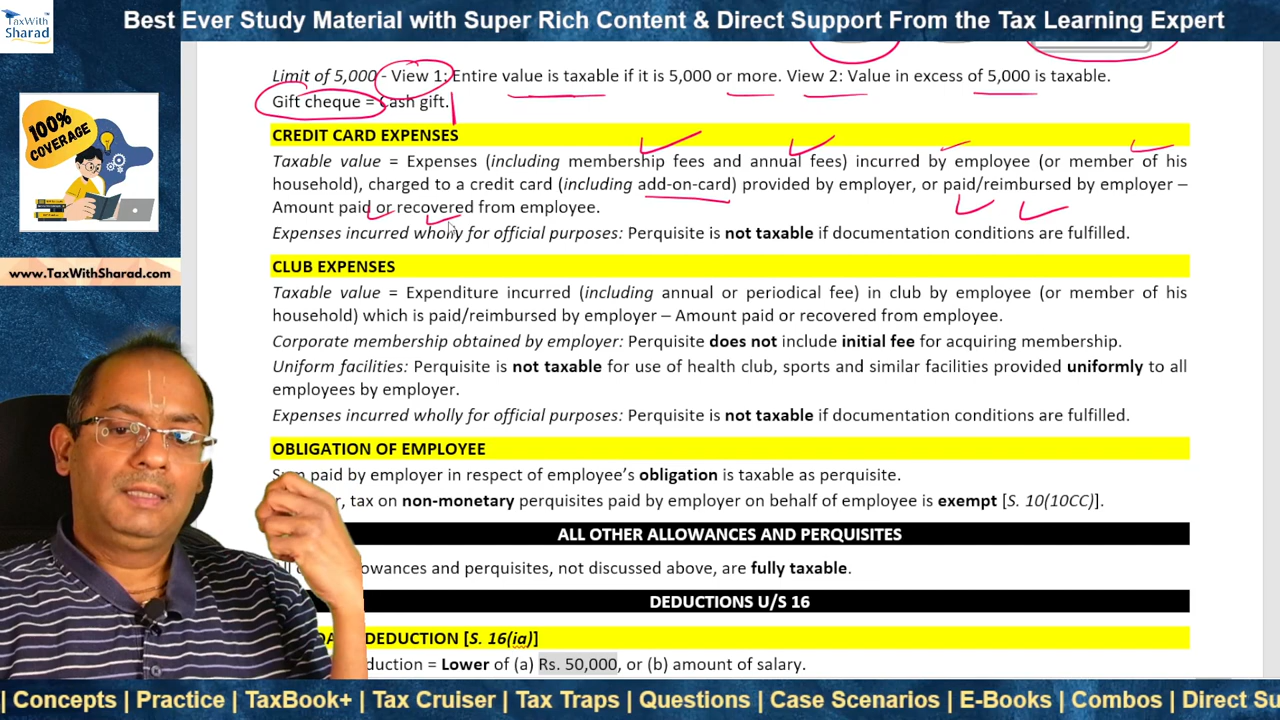 Best Ever Study Material with Super Rich Content & Direct Support From the Tax Learning Expert
TaxWith
Sharad
100%
COVERAGE
www.TaxWithSharad.com
Limit of 5,000 - View 1: Entire value is taxable if it is 5,000 or more. View 2: Value in excess of 5,000 is taxable.
Gift cheque = Cash gift.
CREDIT CARD EXPENSES
Taxable value = Expenses (including membership fees and annual fees) incurred by employee (or member of his
household), charged to a credit card (including add-on-card) provided by employer, or paid/reimbursed by employer –
Amount paid or recovered from employee.
Expenses incurred wholly for official purposes: Perquisite is not taxable if documentation conditions are fulfilled.
CLUB EXPENSES
Taxable value = Expenditure incurred (including annual or periodical fee) in club by employee (or member of his
household) which is paid/reimbursed by employer – Amount paid or recovered from employee.
Corporate membership obtained by employer: Perquisite does not include initial fee for acquiring membership.
Uniform facilities: Perquisite is not taxable for use of health club, sports and similar facilities provided uniformly to all
employees by employer.
Expenses incurred wholly for official purposes: Perquisite is not taxable if documentation conditions are fulfilled.
OBLIGATION OF EMPLOYEE
paid by employer in respect of employee's obligation is taxable as perquisite.
tax on non-monetary perquisites paid by employer on behalf of employee is exempt [S. 10(10CC)].
ALL OTHER ALLOWANCES AND PERQUISITES
and perquisites, not discussed above, are fully taxable.
DEDUCTIONS U/S 16
DEDUCTION [S. 16(ia)]
= Lower of (a) Rs. 50,000, or (b) amount of salary.
| Concepts | Practice | TaxBook+ | Tax Cruiser | Tax Traps | Questions | Case Scenarios | E-Books | Combos | Direct Su